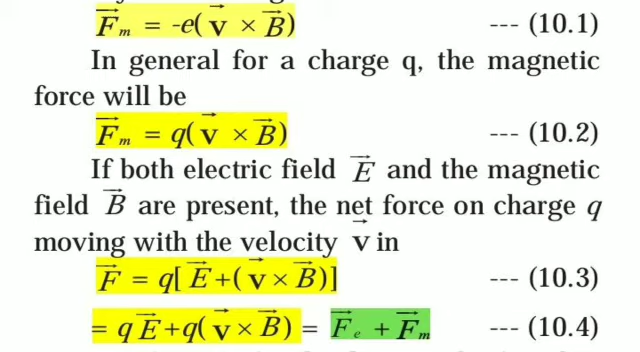 F⃗ₘ = -e( v⃗ × B⃗) --- (10.1)
In general for a charge q, the magnetic
force will be
F⃗ₘ = q( v⃗ × B⃗) --- (10.2)
If both electric field E⃗ and the magnetic
field B⃗ are present, the net force on charge q
moving with the velocity v⃗ in
F⃗ = q[ E⃗ +( v⃗ × B⃗)] --- (10.3)
= q E⃗ +q( v⃗ × B⃗) = F⃗ₑ + F⃗ₘ --- (10.4)